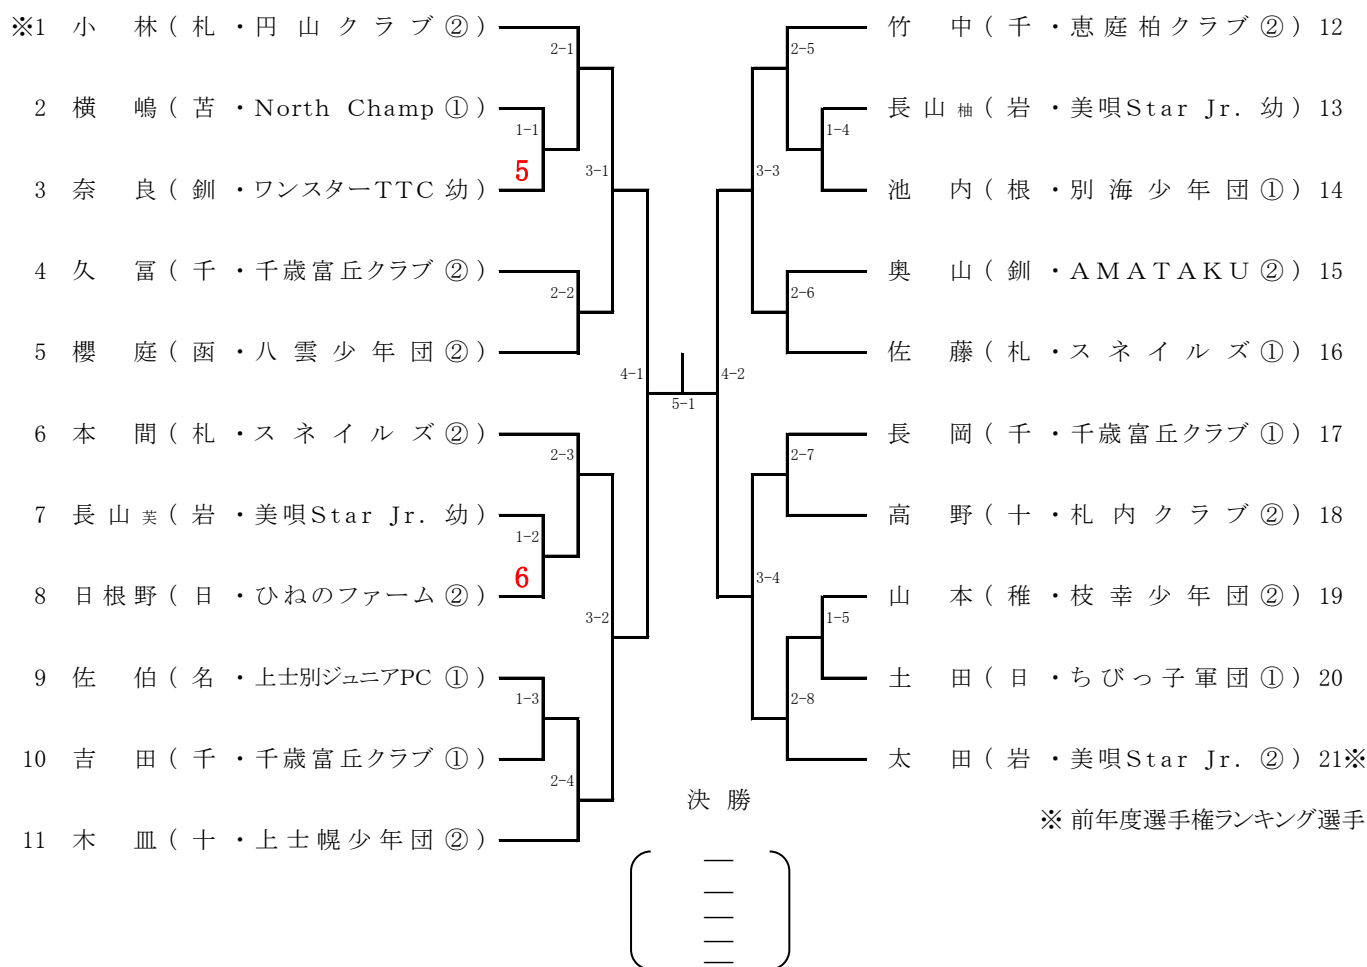 ※1 小 林 ( 札 ・ 円 山 ク ラ ブ ② )
2-1
2 横 嶋 ( 苫 ・ North Champ ① )
1-1
5
3 奈 良 ( 釧 ・ ワンスターTTC 幼 )
3-1
4 久 冨 ( 千 ・ 千歳富丘クラブ ② )
2-2
5 櫻 庭 ( 函 ・ 八 雲 少 年 団 ② )
4-1
6 本 間 ( 札 ・ ス ネ イ ル ズ ② )
2-3
7 長 山 芙 ( 岩 ・ 美唄Star Jr. 幼 )
1-2
6
8 日根野 ( 日 ・ ひねのファーム ② )
3-2
9 佐 伯 ( 名 ・ 上士別ジュニアPC ① )
1-3
10 吉 田 ( 千 ・ 千歳富丘クラブ ① )
2-4
11 木 皿 ( 十 ・ 上士幌少年団 ② )
5-1
竹 中 ( 千 ・ 恵庭柏クラブ ② ) 12
2-5
長 山 柚 ( 岩 ・ 美唄Star Jr. 幼 ) 13
1-4
3-3
池 内 ( 根 ・ 別 海 少 年 団 ① ) 14
奥 山 ( 釧 ・ AMATAKU ② ) 15
2-6
佐 藤 ( 札 ・ ス ネ イ ル ズ ① ) 16
4-2
長 岡 ( 千 ・ 千歳富丘クラブ ① ) 17
2-7
高 野 ( 十 ・ 札 内 ク ラ ブ ② ) 18
3-4
山 本 ( 稚 ・ 枝 幸 少 年 団 ② ) 19
1-5
土 田 ( 日 ・ ちびっ子軍団 ① ) 20
2-8
太 田 ( 岩 ・ 美唄Star Jr. ② ) 21※
決 勝
※ 前年度選手権ランキング選手